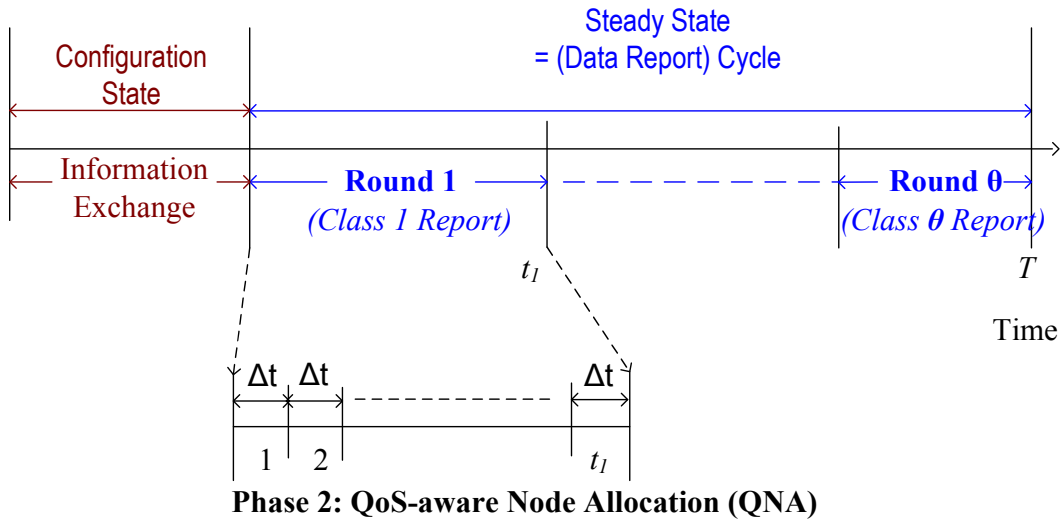 Configuration
State
Steady State
= (Data Report) Cycle
Information
Exchange
Round 1
(Class 1 Report)
Round θ
(Class θ Report)
t1
T
Time
Δt Δt Δt
1 2 t1
Phase 2: QoS-aware Node Allocation (QNA)